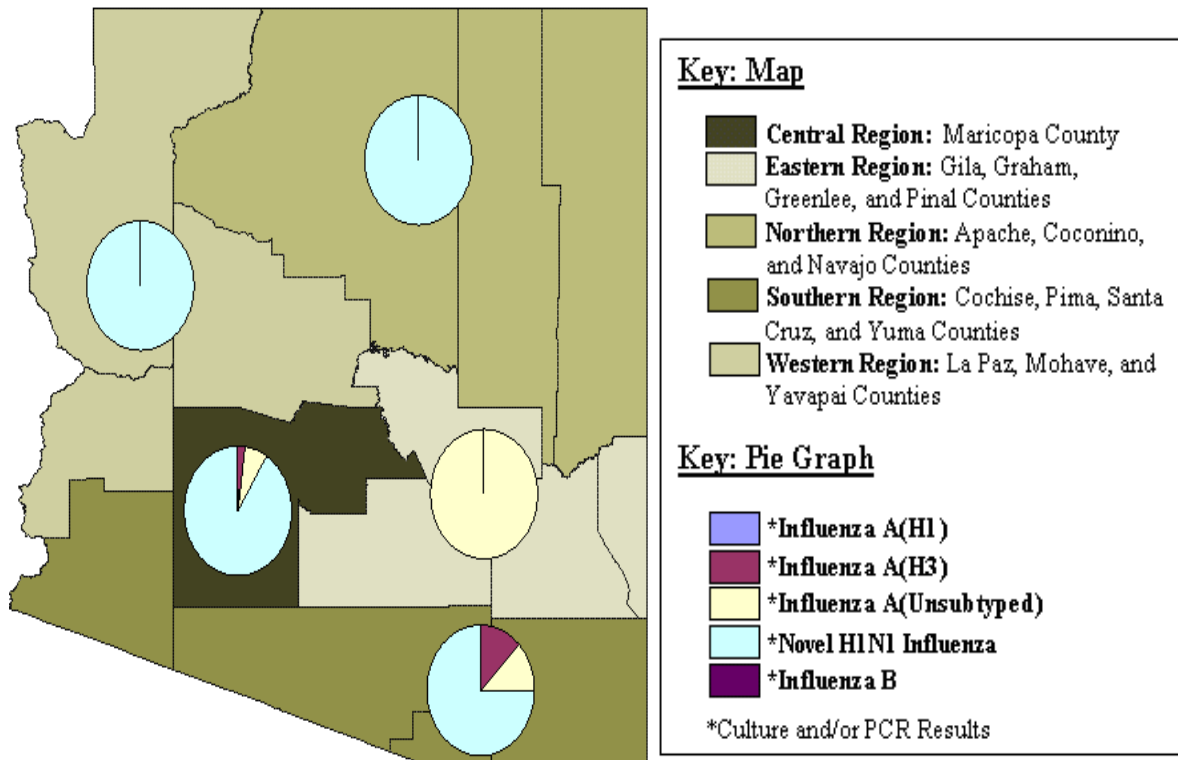 Key: Map
Central Region: Maricopa County
Eastern Region: Gila, Graham,
Greenlee, and Pinal Counties
Northern Region: Apache, Coconino,
and Navajo Counties
Southern Region: Cochise, Pima, Santa
Cruz, and Yuma Counties
Western Region: La Paz, Mohave, and
Yavapai Counties
Key: Pie Graph
*Influenza A(H1)
*Influenza A(H3)
*Influenza A(Unsubtyped)
*Novel H1N1 Influenza
*Influenza B
*Culture and/or PCR Results